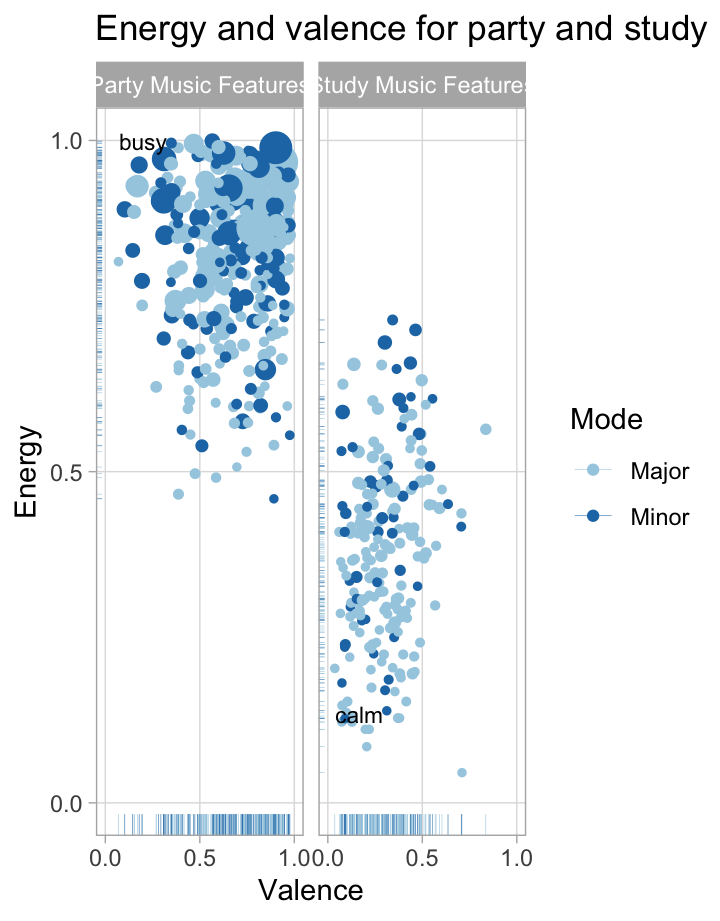 Energy and valence for party and study
Party Music Features
Study Music Features
busy
calm
1.0
0.5
0.0
Energy
0.0
0.5
1.0
0.0
0.5
1.0
Valence
Mode
Major
Minor